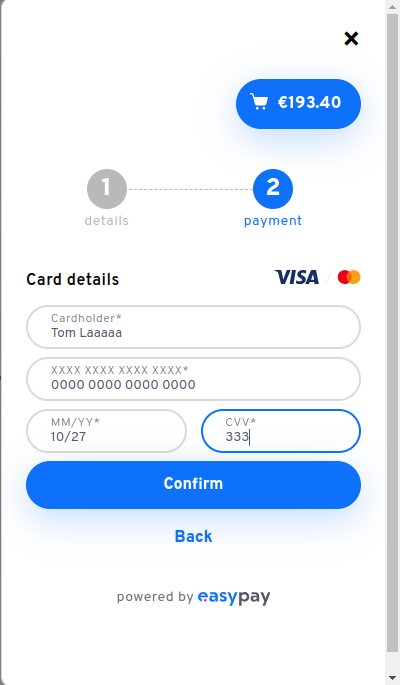 €193.40
1 2
details payment
Card details VISA
Cardholder*
Tom Laaaaa
XXXX XXXX XXXX XXXX*
0000 0000 0000 0000
MM/YY* CVV*
10/27 333
Confirm
Back
powered by easypay